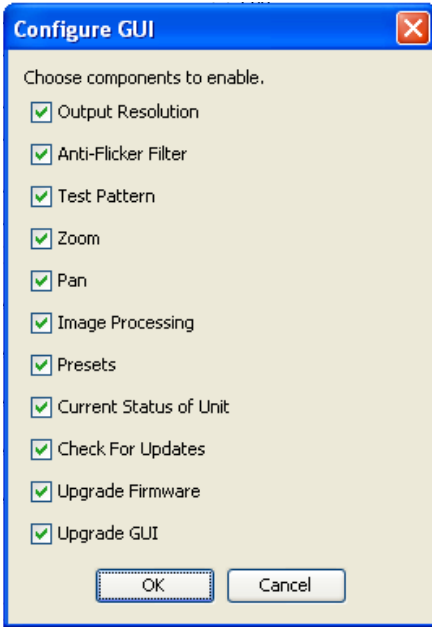 Configure GUI
Choose components to enable.
Output Resolution
Anti-Flicker Filter
Test Pattern
Zoom
Pan
Image Processing
Presets
Current Status of Unit
Check For Updates
Upgrade Firmware
Upgrade GUI
OK Cancel